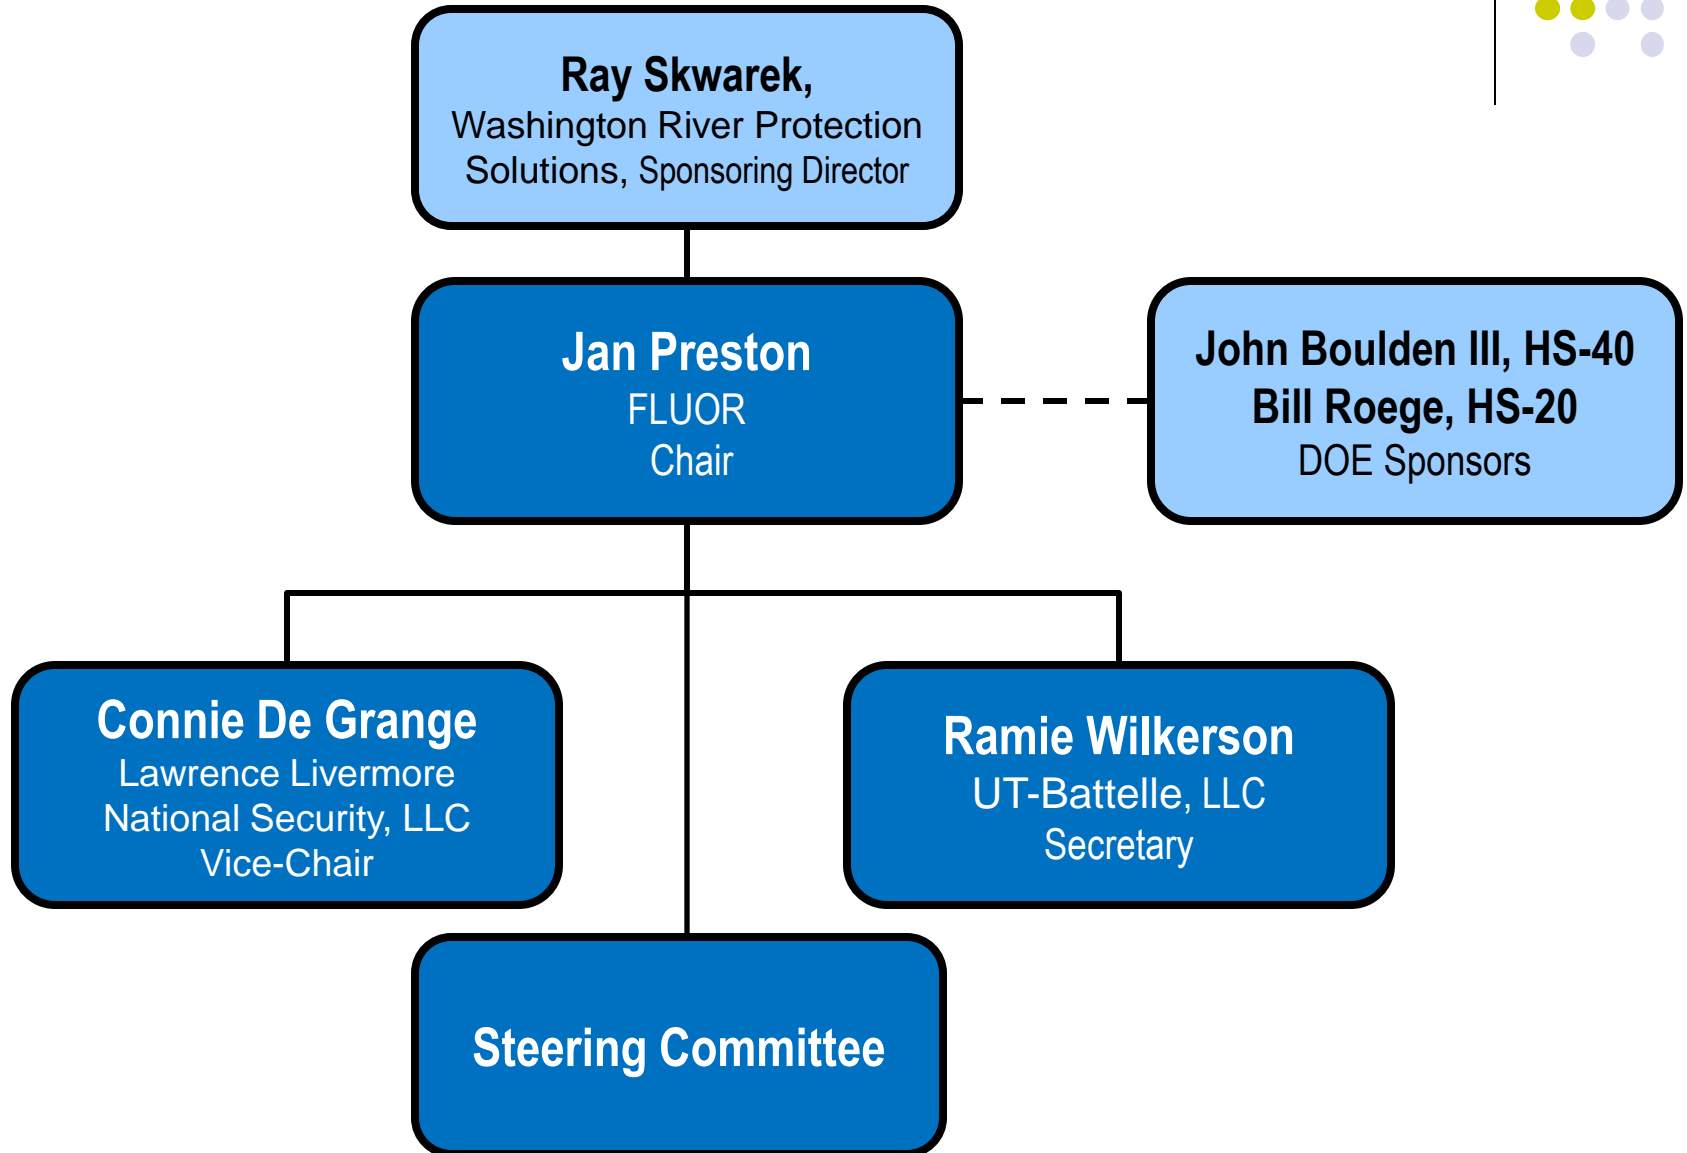 Ray Skwarek,
Washington River Protection
Solutions, Sponsoring Director
Jan Preston
FLUOR
Chair
John Boulden III, HS-40
Bill Roege, HS-20
DOE Sponsors
Connie De Grange
Lawrence Livermore
National Security, LLC
Vice-Chair
Ramie Wilkerson
UT-Battelle, LLC
Secretary
Steering Committee